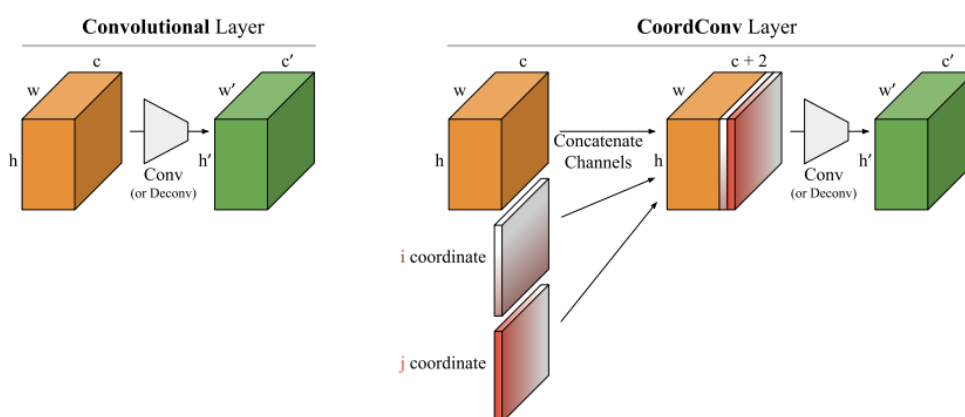 Convolutional Layer
c
c′
w
w′
h
h′
Conv
(or Deconv)
CoordConv Layer
c
c + 2
c′
w
w
w′
h
Concatenate
Channels
h
h′
Conv
(or Deconv)
i coordinate
j coordinate